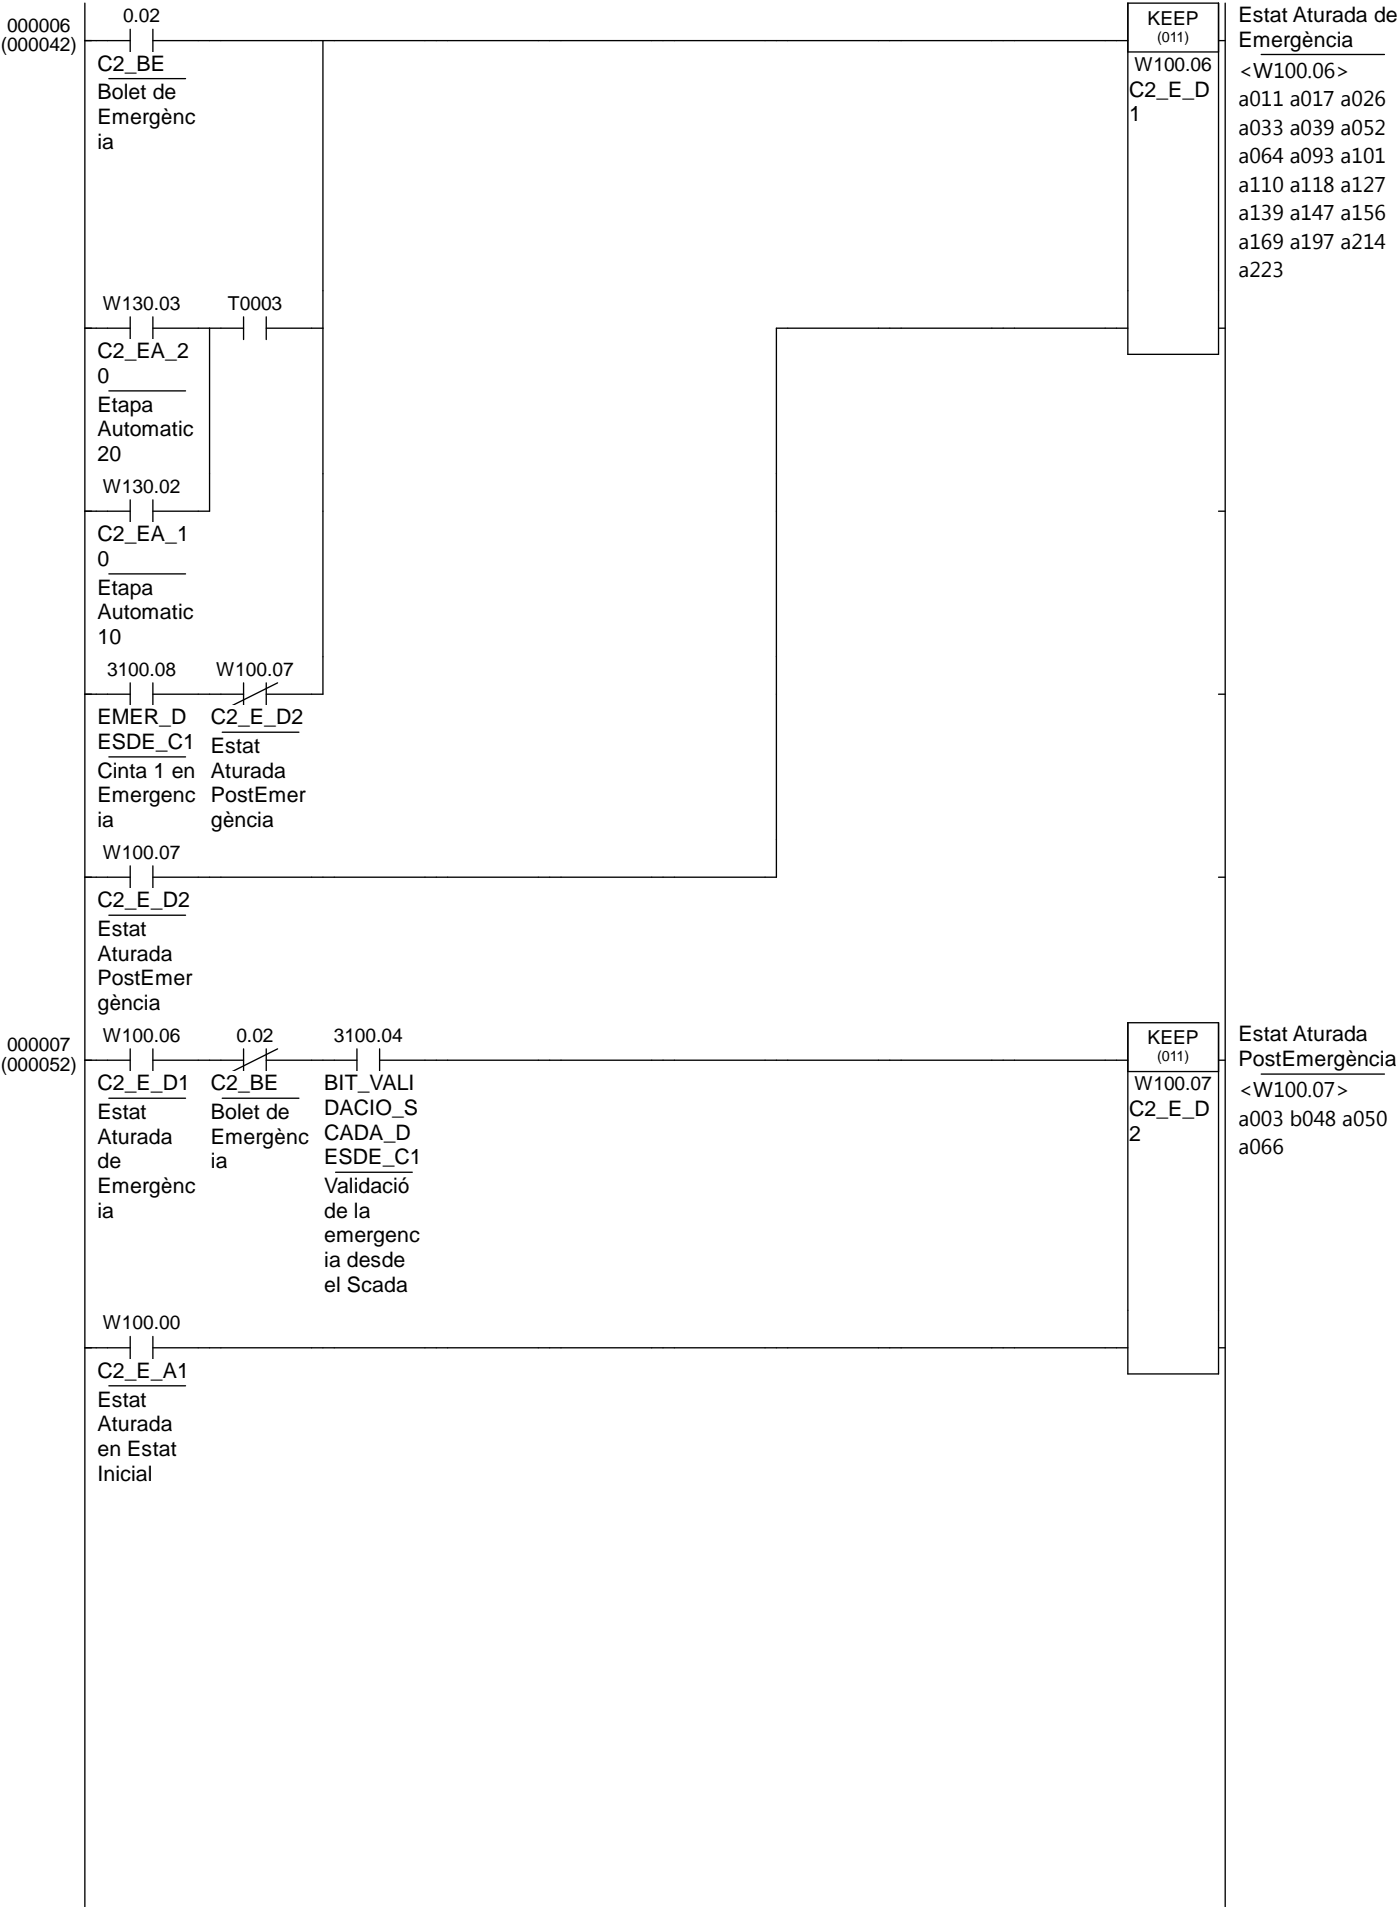 000006
(000042)
0.02
C2_BE
Bolet de
Emergènc
ia
KEEP
(011)
W100.06
C2_E_D
1
Estat Aturada de
Emergència
<W100.06>
a011 a017 a026
a033 a039 a052
a064 a093 a101
a110 a118 a127
a139 a147 a156
a169 a197 a214
a223
W130.03 T0003
C2_EA_2
0
Etapa
Automatic
20
W130.02
C2_EA_1
0
Etapa
Automatic
10
3100.08 W100.07
EMER_D C2_E_D2
ESDE_C1 Estat
Cinta 1 en Aturada
Emergenc PostEmer
ia gència
W100.07
C2_E_D2
Estat
Aturada
PostEmer
gència
000007
(000052)
W100.06 0.02 3100.04
C2_E_D1 C2_BE BIT_VALI
Estat Bolet de DACIO_S
Aturada Emergènc CADA_D
de ia ESDE_C1
Emergènc Validació
ia de la
emergenc
ia desde
el Scada
KEEP
(011)
W100.07
C2_E_D
2
Estat Aturada
PostEmergència
<W100.07>
a003 b048 a050
a066
W100.00
C2_E_A1
Estat
Aturada
en Estat
Inicial